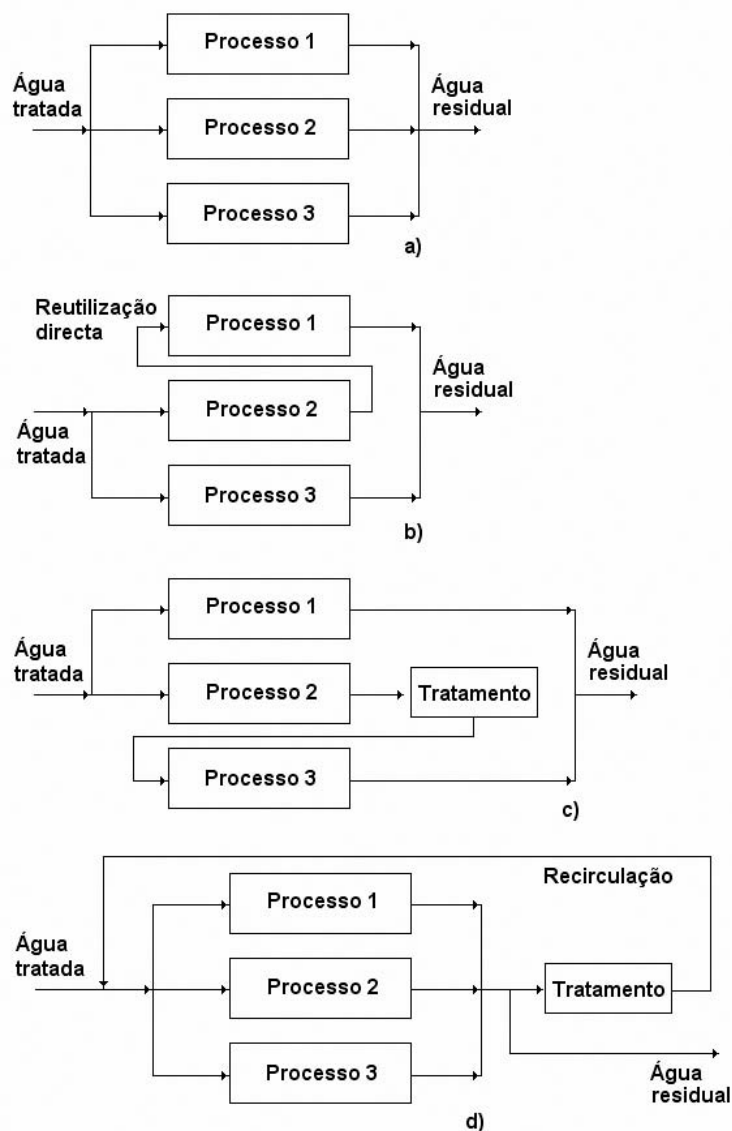 Processo 1
Água
tratada
Processo 2
Água
residual
Processo 3
a)
Reutilização
directa
Processo 1
Processo 2
Água
residual
Água
tratada
Processo 3
b)
Processo 1
Água
tratada
Processo 2
Tratamento
Água
residual
Processo 3
c)
Recirculação
Processo 1
Água
tratada
Processo 2
Tratamento
Processo 3
Água
residual
d)